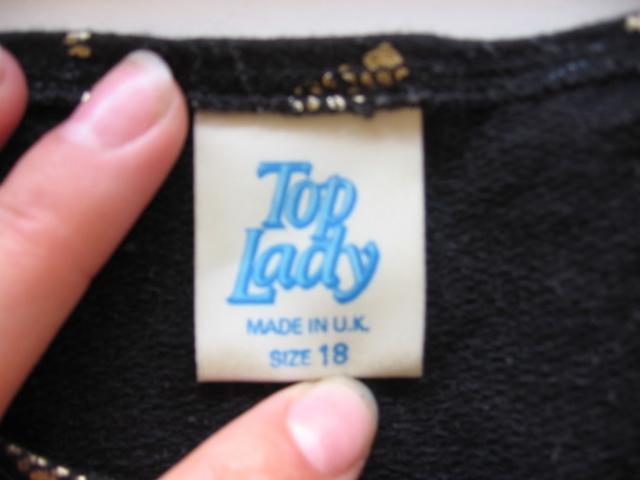 Top
Lady
MADE IN U.K.
SIZE 18